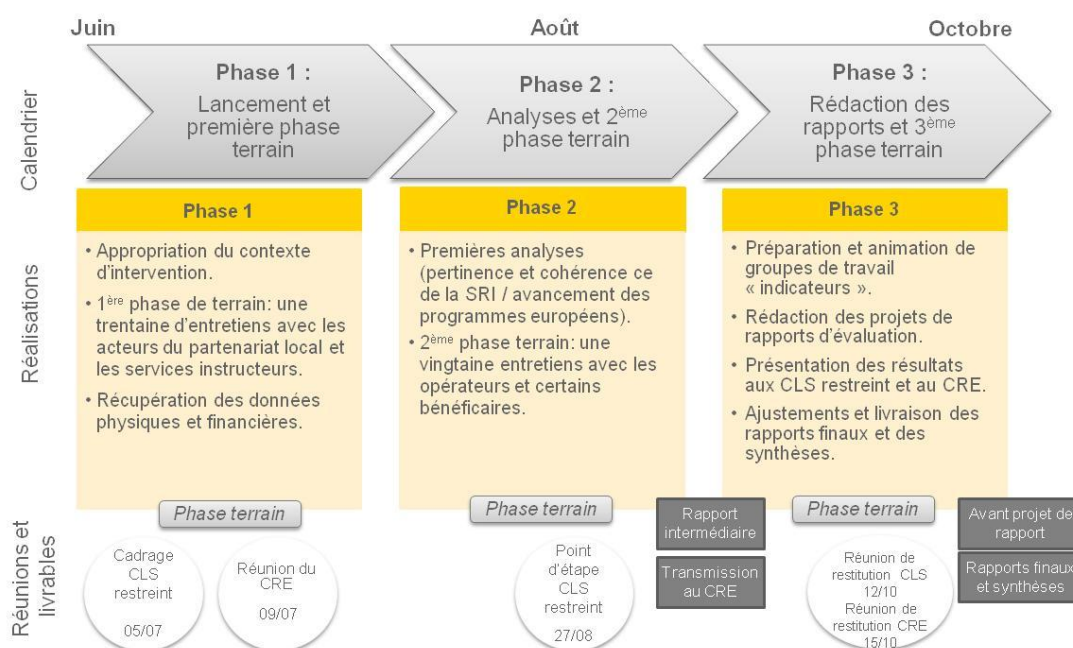 Juin
Août
Octobre
Calendrier
Phase 1 :
Lancement et
première phase
terrain
Phase 2 :
Analyses et 2ème
phase terrain
Phase 3 :
Rédaction des
rapports et 3ème
phase terrain
Réalisations
Phase 1
• Appropriation du contexte
d'intervention.
• 1ère phase de terrain: une
trentaine d'entretiens avec les
acteurs du partenariat local et
les services instructeurs.
• Récupération des données
physiques et financières.
Phase 2
• Premières analyses
(pertinence et cohérence ce
de la SRI / avancement des
programmes européens).
• 2ème phase terrain: une
vingtaine entretiens avec les
opérateurs et certains
bénéficaires.
Phase 3
• Préparation et animation de
groupes de travail
« indicateurs ».
• Rédaction des projets de
rapports d'évaluation.
• Présentation des résultats
aux CLS restreint et au CRE.
• Ajustements et livraison des
rapports finaux et des
synthèses.
Réunions et
livrables
Phase terrain
Cadrage
CLS
restreint
05/07
Réunion du
CRE
09/07
Phase terrain
Point
d'étape
CLS
restreint
27/08
Rapport
intermédiaire
Transmission
au CRE
Phase terrain
Réunion de
restitution CLS
12/10
Réunion de
restitution CRE
15/10
Avant projet de
rapport
Rapports finaux
et synthèses